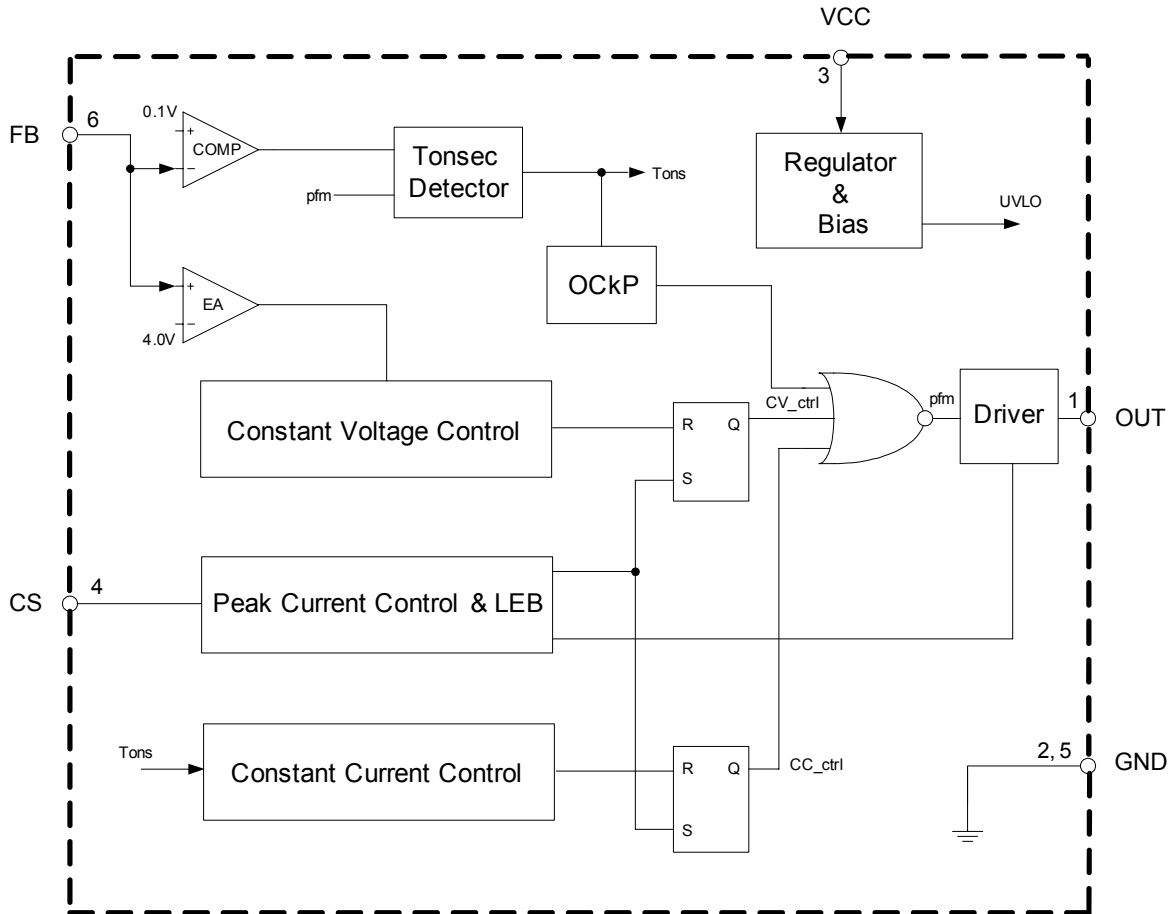 VCC
3
FB
6
0.1V
+
COMP
−
Tonsec
Detector
pfm
Tons
Regulator
&
Bias
UVLO
OCkP
+
EA
−
4.0V
Constant Voltage Control
R
Q
S
CV_ctrl
pfm
Driver
1
OUT
CS
4
Peak Current Control & LEB
Tons
Constant Current Control
R
Q
S
CC_ctrl
2, 5
GND